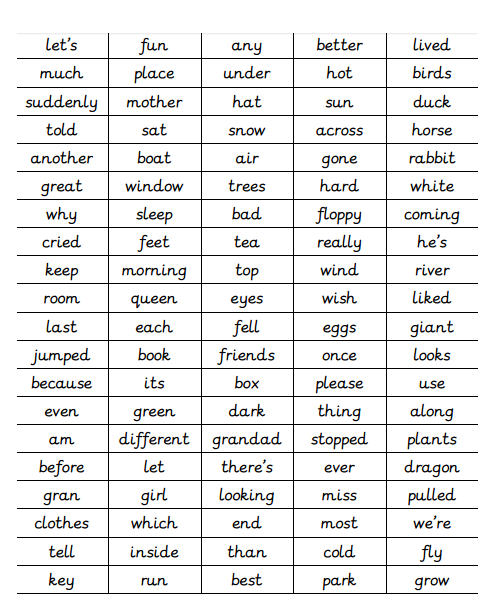 let's fun any better lived
much place under hot birds
suddenly mother hat sun duck
told sat snow across horse
another boat air gone rabbit
great window trees hard white
why sleep bad floppy coming
cried feet tea really he's
keep morning top wind river
room queen eyes wish liked
last each fell eggs giant
jumped book friends once looks
because its box please use
even green dark thing along
am different grandad stopped plants
before let there's ever dragon
gran girl looking miss pulled
clothes which end most we're
tell inside than cold fly
key run best park grow